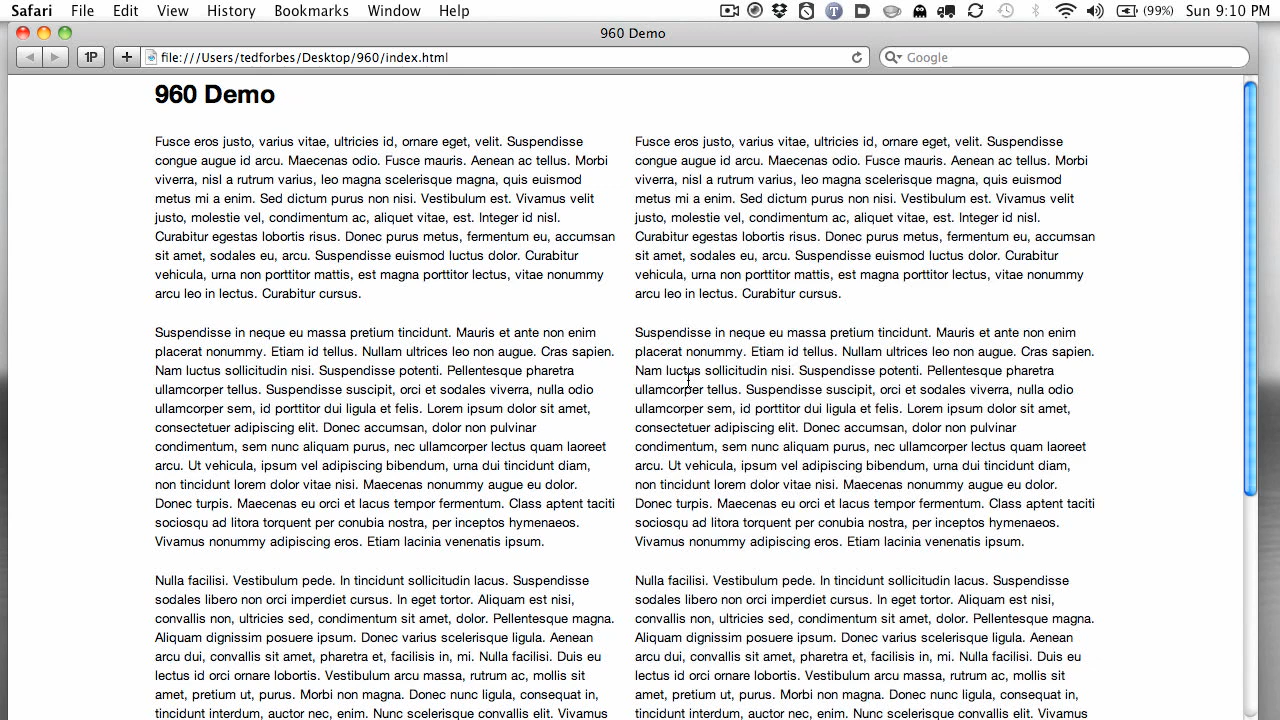 Safari File Edit View History Bookmarks Window Help (99%) Sun 9:10 PM
960 Demo
1P + file:///Users/tedforbes/Desktop/960/index.html Google
960 Demo
Fusce eros justo, varius vitae, ultricies id, ornare eget, velit. Suspendisse
congue augue id arcu. Maecenas odio. Fusce mauris. Aenean ac tellus. Morbi
viverra, nisl a rutrum varius, leo magna scelerisque magna, quis euismod
metus mi a enim. Sed dictum purus non nisi. Vestibulum est. Vivamus velit
justo, molestie vel, condimentum ac, aliquet vitae, est. Integer id nisl.
Curabitur egestas lobortis risus. Donec purus metus, fermentum eu, accumsan
sit amet, sodales eu, arcu. Suspendisse euismod luctus dolor. Curabitur
vehicula, urna non porttitor mattis, est magna porttitor lectus, vitae nonummy
arcu leo in lectus. Curabitur cursus.
Suspendisse in neque eu massa pretium tincidunt. Mauris et ante non enim
placerat nonummy. Etiam id tellus. Nullam ultrices leo non augue. Cras sapien.
Nam luctus sollicitudin nisi. Suspendisse potenti. Pellentesque pharetra
ullamcorper tellus. Suspendisse suscipit, orci et sodales viverra, nulla odio
ullamcorper sem, id porttitor dui ligula et felis. Lorem ipsum dolor sit amet,
consectetuer adipiscing elit. Donec accumsan, dolor non pulvinar
condimentum, sem nunc aliquam purus, nec ullamcorper lectus quam laoreet
arcu. Ut vehicula, ipsum vel adipiscing bibendum, urna dui tincidunt diam,
non tincidunt lorem dolor vitae nisi. Maecenas nonummy augue eu dolor.
Donec turpis. Maecenas eu orci et lacus tempor fermentum. Class aptent taciti
sociosqu ad litora torquent per conubia nostra, per inceptos hymenaeos.
Vivamus nonummy adipiscing eros. Etiam lacinia venenatis ipsum.
Nulla facilisi. Vestibulum pede. In tincidunt sollicitudin lacus. Suspendisse
sodales libero non orci imperdiet cursus. In eget tortor. Aliquam est nisi,
convallis non, ultricies sed, condimentum sit amet, dolor. Pellentesque magna.
Aliquam dignissim posuere ipsum. Donec varius scelerisque ligula. Aenean
arcu dui, convallis sit amet, pharetra et, facilisis in, mi. Nulla facilisi. Duis eu
lectus id orci ornare lobortis. Vestibulum arcu massa, rutrum ac, mollis sit
amet, pretium ut, purus. Morbi non magna. Donec nunc ligula, consequat in,
tincidunt interdum, auctor nec, enim. Nunc scelerisque convallis elit. Vivamus
Fusce eros justo, varius vitae, ultricies id, ornare eget, velit. Suspendisse
congue augue id arcu. Maecenas odio. Fusce mauris. Aenean ac tellus. Morbi
viverra, nisl a rutrum varius, leo magna scelerisque magna, quis euismod
metus mi a enim. Sed dictum purus non nisi. Vestibulum est. Vivamus velit
justo, molestie vel, condimentum ac, aliquet vitae, est. Integer id nisl.
Curabitur egestas lobortis risus. Donec purus metus, fermentum eu, accumsan
sit amet, sodales eu, arcu. Suspendisse euismod luctus dolor. Curabitur
vehicula, urna non porttitor mattis, est magna porttitor lectus, vitae nonummy
arcu leo in lectus. Curabitur cursus.
Suspendisse in neque eu massa pretium tincidunt. Mauris et ante non enim
placerat nonummy. Etiam id tellus. Nullam ultrices leo non augue. Cras sapien.
Nam luctus sollicitudin nisi. Suspendisse potenti. Pellentesque pharetra
ullamcorper tellus. Suspendisse suscipit, orci et sodales viverra, nulla odio
ullamcorper sem, id porttitor dui ligula et felis. Lorem ipsum dolor sit amet,
consectetuer adipiscing elit. Donec accumsan, dolor non pulvinar
condimentum, sem nunc aliquam purus, nec ullamcorper lectus quam laoreet
arcu. Ut vehicula, ipsum vel adipiscing bibendum, urna dui tincidunt diam,
non tincidunt lorem dolor vitae nisi. Maecenas nonummy augue eu dolor.
Donec turpis. Maecenas eu orci et lacus tempor fermentum. Class aptent taciti
sociosqu ad litora torquent per conubia nostra, per inceptos hymenaeos.
Vivamus nonummy adipiscing eros. Etiam lacinia venenatis ipsum.
Nulla facilisi. Vestibulum pede. In tincidunt sollicitudin lacus. Suspendisse
sodales libero non orci imperdiet cursus. In eget tortor. Aliquam est nisi,
convallis non, ultricies sed, condimentum sit amet, dolor. Pellentesque magna.
Aliquam dignissim posuere ipsum. Donec varius scelerisque ligula. Aenean
arcu dui, convallis sit amet, pharetra et, facilisis in, mi. Nulla facilisi. Duis eu
lectus id orci ornare lobortis. Vestibulum arcu massa, rutrum ac, mollis sit
amet, pretium ut, purus. Morbi non magna. Donec nunc ligula, consequat in,
tincidunt interdum, auctor nec, enim. Nunc scelerisque convallis elit. Vivamus